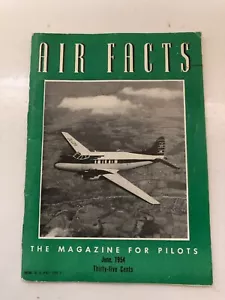 AIR FACTS
THE MAGAZINE FOR PILOTS
June, 1954
Thirty-five Cents